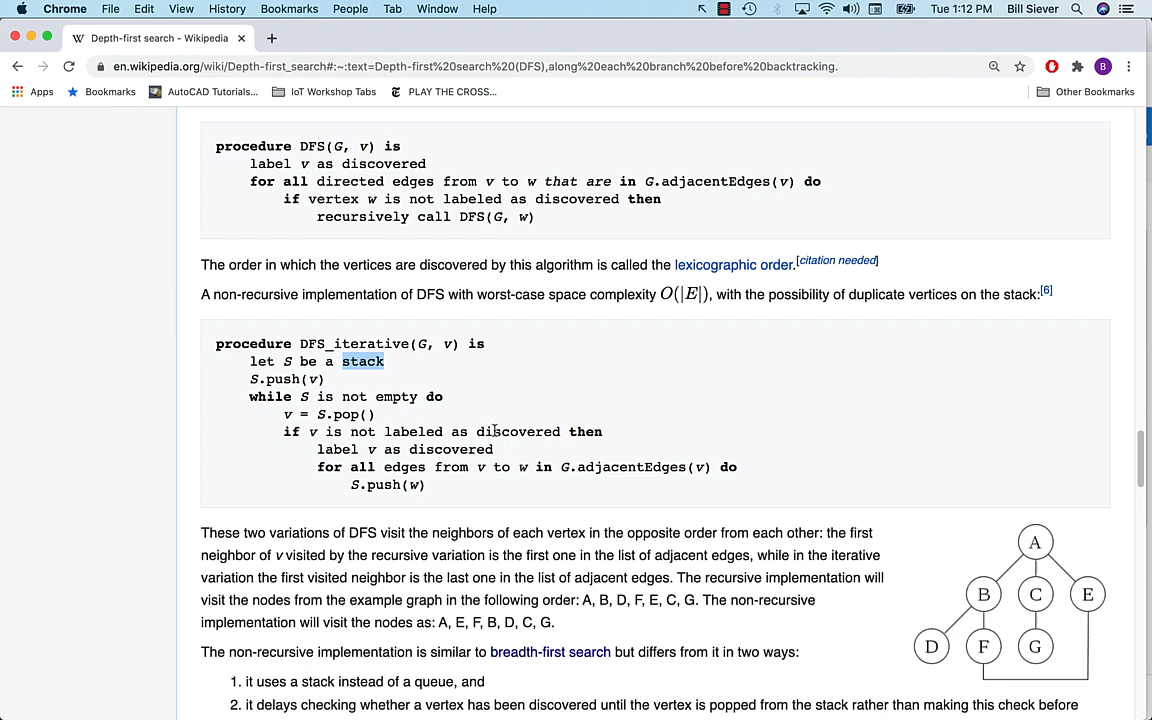 Chrome File Edit View History Bookmarks People Tab Window Help Tue 1:12 PM Bill Siever
W Depth-first search - Wikipedia × +
en.wikipedia.org/wiki/Depth-first_search#:~:text=Depth-first%20search%20(DFS),along%20each%20branch%20before%20backtracking. B
Apps Bookmarks AutoCAD Tutorials... IoT Workshop Tabs PLAY THE CROSS... Other Bookmarks
procedure DFS(G, v) is
label v as discovered
for all directed edges from v to w that are in G.adjacentEdges(v) do
if vertex w is not labeled as discovered then
recursively call DFS(G, w)
The order in which the vertices are discovered by this algorithm is called the lexicographic order.[citation needed]
A non-recursive implementation of DFS with worst-case space complexity O(|E|), with the possibility of duplicate vertices on the stack:[6]
procedure DFS_iterative(G, v) is
let S be a stack
S.push(v)
while S is not empty do
v = S.pop()
if v is not labeled as discovered then
label v as discovered
for all edges from v to w in G.adjacentEdges(v) do
S.push(w)
These two variations of DFS visit the neighbors of each vertex in the opposite order from each other: the first
neighbor of v visited by the recursive variation is the first one in the list of adjacent edges, while in the iterative
variation the first visited neighbor is the last one in the list of adjacent edges. The recursive implementation will
visit the nodes from the example graph in the following order: A, B, D, F, E, C, G. The non-recursive
implementation will visit the nodes as: A, E, F, B, D, C, G.
A
B C E
D F G
The non-recursive implementation is similar to breadth-first search but differs from it in two ways:
1. it uses a stack instead of a queue, and
2. it delays checking whether a vertex has been discovered until the vertex is popped from the stack rather than making this check before